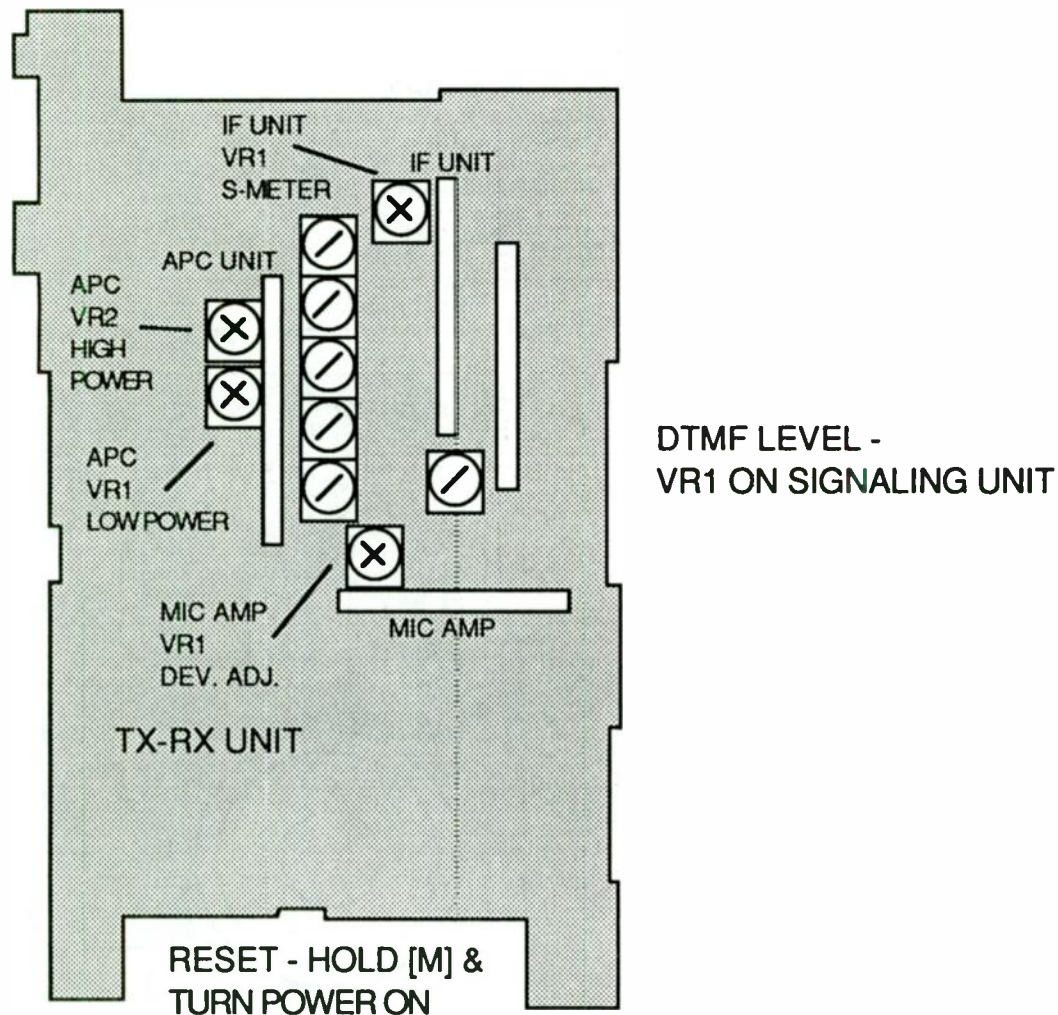 IF UNIT
VR1
S-METER
IF UNIT
APC UNIT
APC
VR2
HIGH
POWER
APC
VR1
LOW POWER
DTMF LEVEL -
VR1 ON SIGNALING UNIT
MIC AMP
VR1
DEV. ADJ.
MIC AMP
TX-RX UNIT
RESET - HOLD [M] &
TURN POWER ON